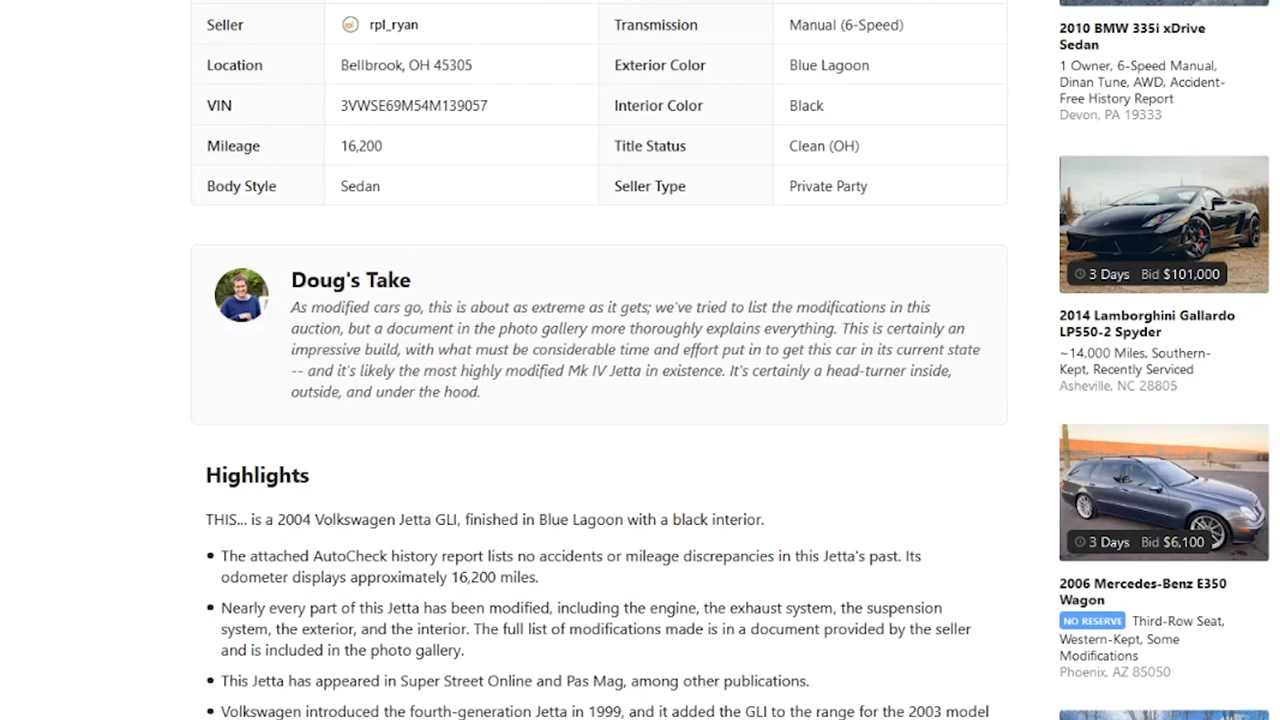 Seller rpl_ryan Transmission Manual (6-Speed)
Location Bellbrook, OH 45305 Exterior Color Blue Lagoon
VIN 3VWSE69M54M139057 Interior Color Black
Mileage 16,200 Title Status Clean (OH)
Body Style Sedan Seller Type Private Party
Doug's Take
As modified cars go, this is about as extreme as it gets; we've tried to list the modifications in this
auction, but a document in the photo gallery more thoroughly explains everything. This is certainly an
impressive build, with what must be considerable time and effort put in to get this car in its current state
-- and it's likely the most highly modified Mk IV Jetta in existence. It's certainly a head-turner inside,
outside, and under the hood.
Highlights
THIS... is a 2004 Volkswagen Jetta GLI, finished in Blue Lagoon with a black interior.
• The attached AutoCheck history report lists no accidents or mileage discrepancies in this Jetta's past. Its
odometer displays approximately 16,200 miles.
• Nearly every part of this Jetta has been modified, including the engine, the exhaust system, the suspension
system, the exterior, and the interior. The full list of modifications made is in a document provided by the seller
and is included in the photo gallery.
• This Jetta has appeared in Super Street Online and Pas Mag, among other publications.
• Volkswagen introduced the fourth-generation Jetta in 1999, and it added the GLI to the range for the 2003 model
2010 BMW 335i xDrive
Sedan
1 Owner, 6-Speed Manual,
Dinan Tune, AWD, Accident-
Free History Report
Devon, PA 19333
3 Days Bid $101,000
2014 Lamborghini Gallardo
LP550-2 Spyder
~14,000 Miles, Southern-
Kept, Recently Serviced
Asheville, NC 28805
3 Days Bid $6,100
2006 Mercedes-Benz E350
Wagon
NO RESERVE Third-Row Seat,
Western-Kept, Some
Modifications
Phoenix, AZ 85050